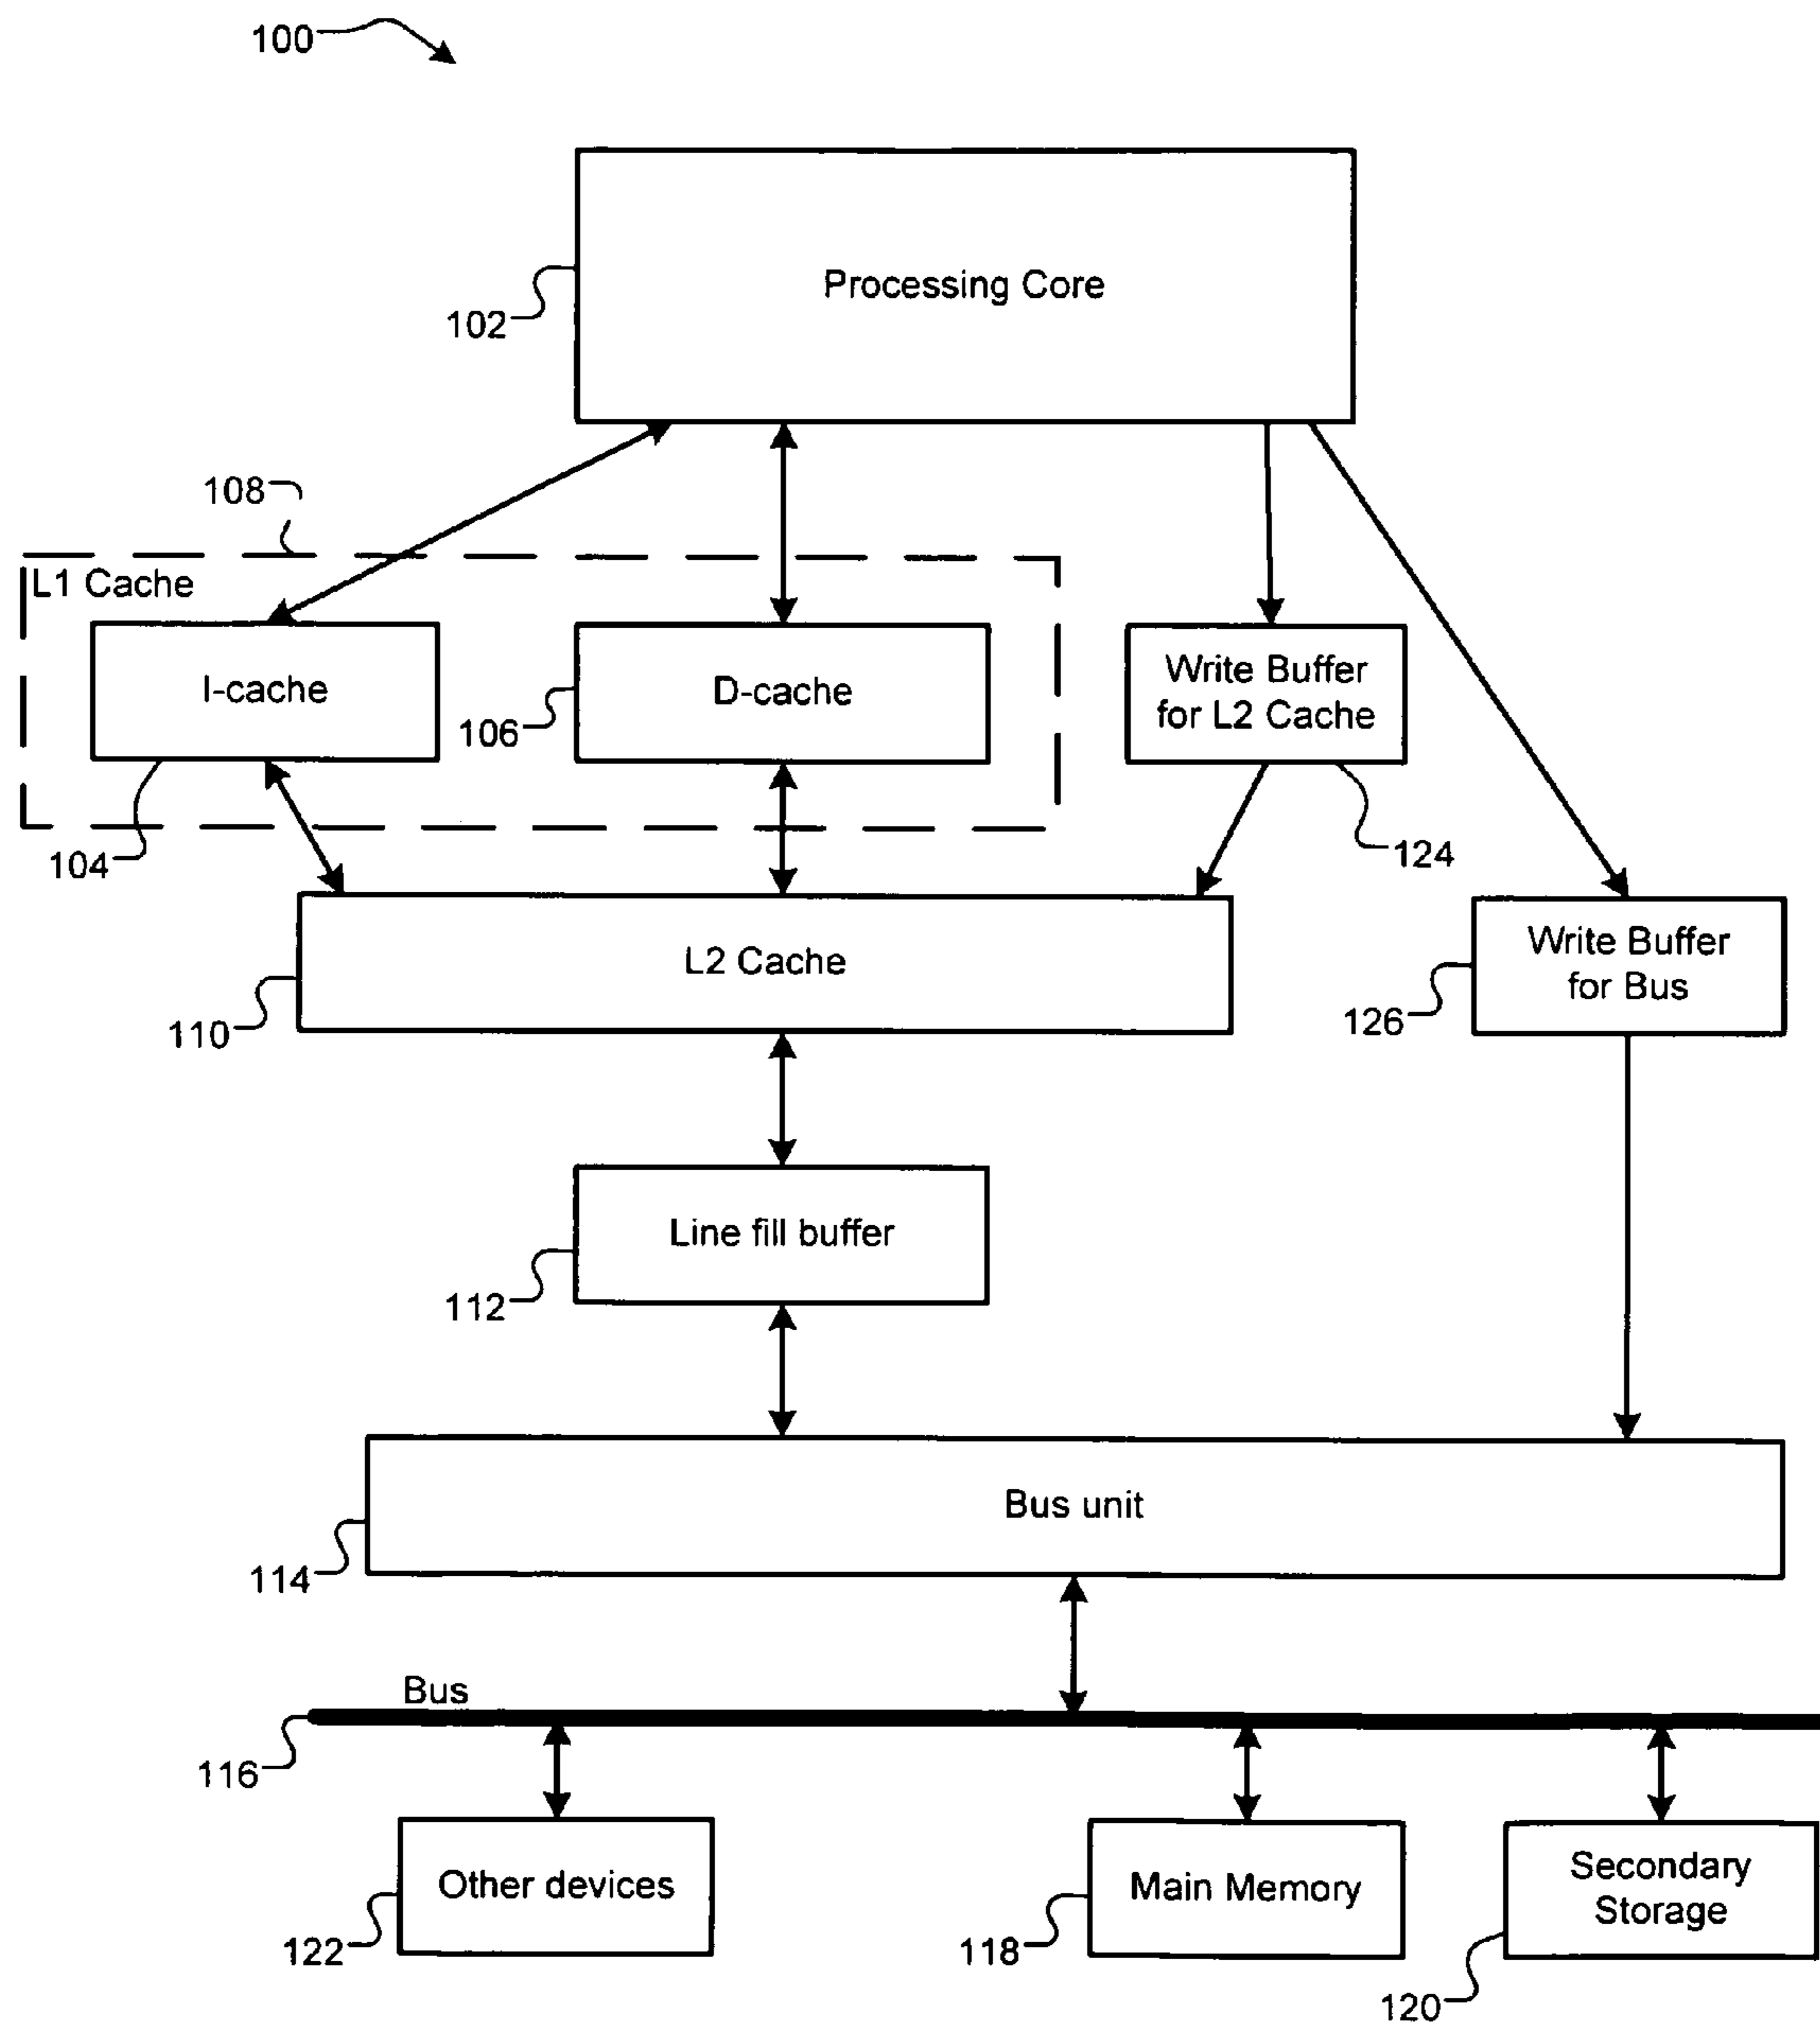 100
Processing Core
102
108
L1 Cache
I-cache
D-cache
Write Buffer
for L2 Cache
106
104
124
L2 Cache
Write Buffer
for Bus
110
126
Line fill buffer
112
Bus unit
114
Bus
116
Other devices
Main Memory
Secondary
Storage
122
118
120